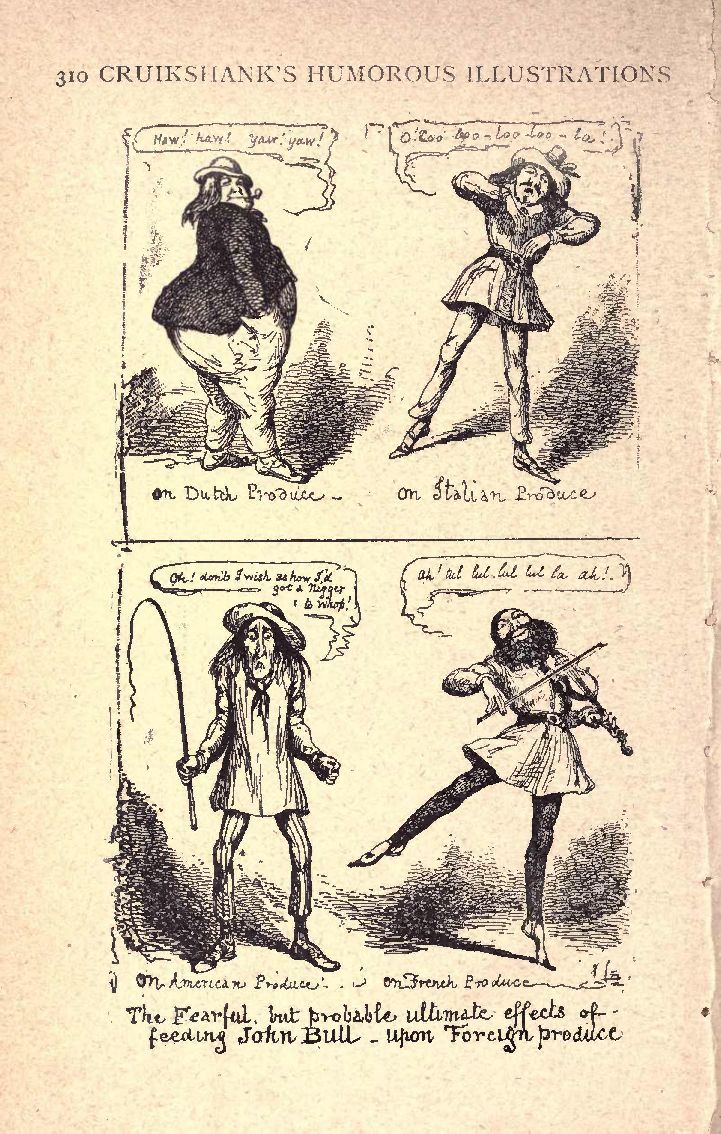 310 CRUIKSHANK'S HUMOROUS ILLUSTRATIONS
Haw! haw! yaw! yaw!
O! Loo loo - loo - loo - la!
on Dutch Produce
on Italian Produce
Oh! don't I wish as how I'd
got a Nigger
to whop!
ah! lul lul. lul lul la ah!
on American Produce
on French Produce
The Fearful, but probable ultimate effects of
feeding John Bull - upon Foreign produce